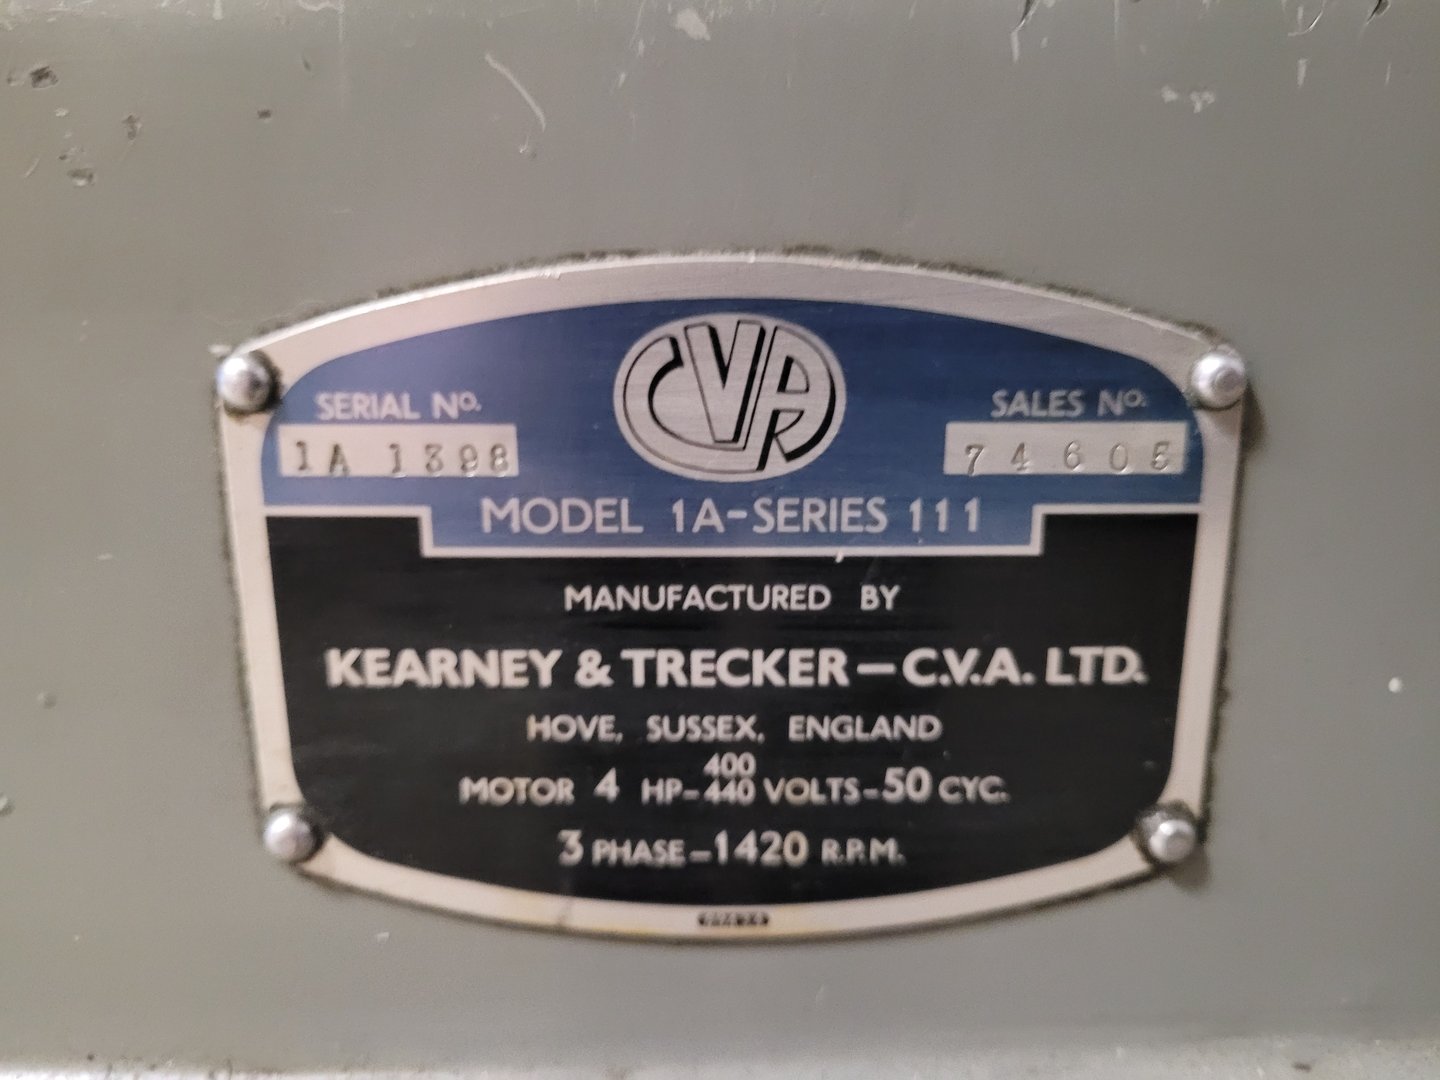 CVA
SERIAL No.
1A 1398
SALES No.
74605
MODEL 1A-SERIES 111
MANUFACTURED BY
KEARNEY & TRECKER - C.V.A. LTD.
HOVE, SUSSEX, ENGLAND
MOTOR 4 HP- 400 440 VOLTS - 50 CYC.
3 PHASE - 1420 R.P.M.